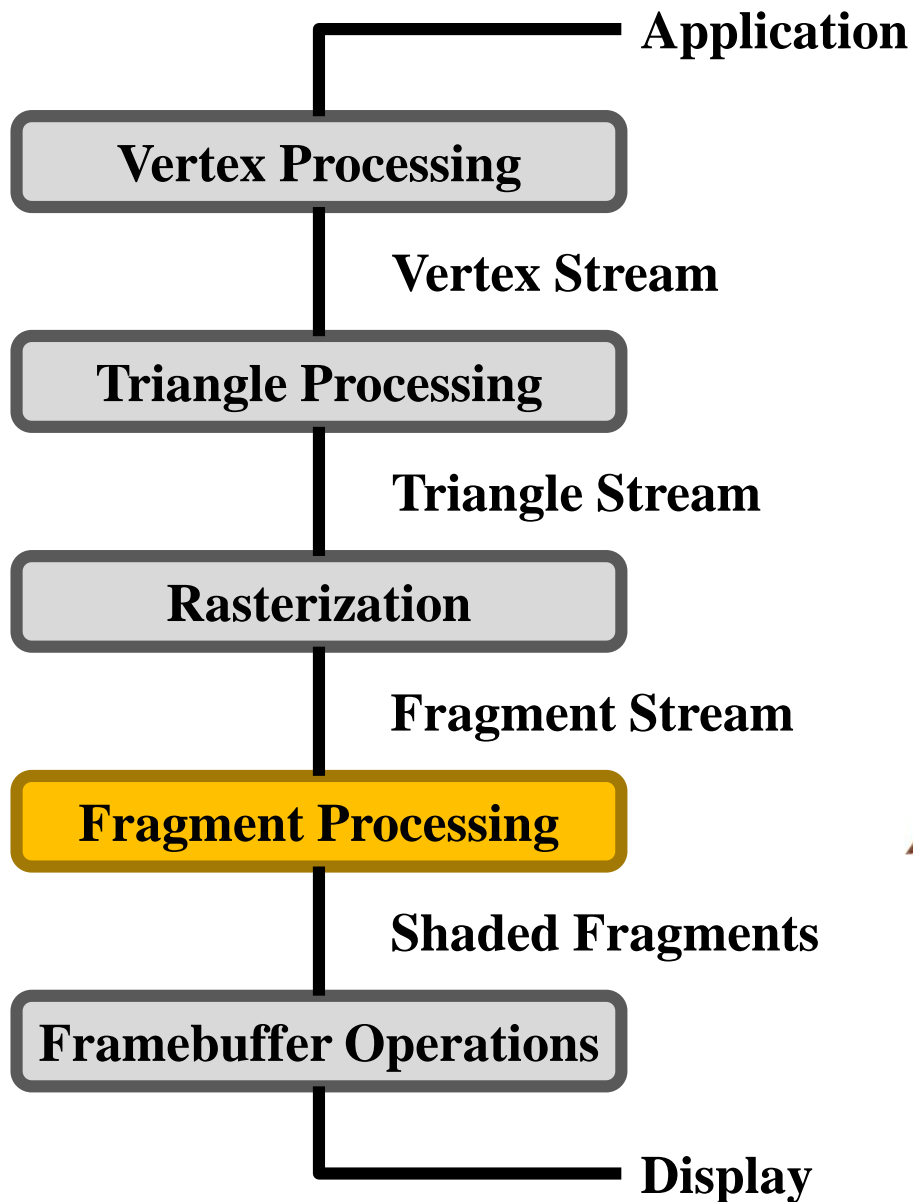 Application
Vertex Processing
Vertex Stream
Triangle Processing
Triangle Stream
Rasterization
Fragment Stream
Fragment Processing
Shaded Fragments
Framebuffer Operations
Display